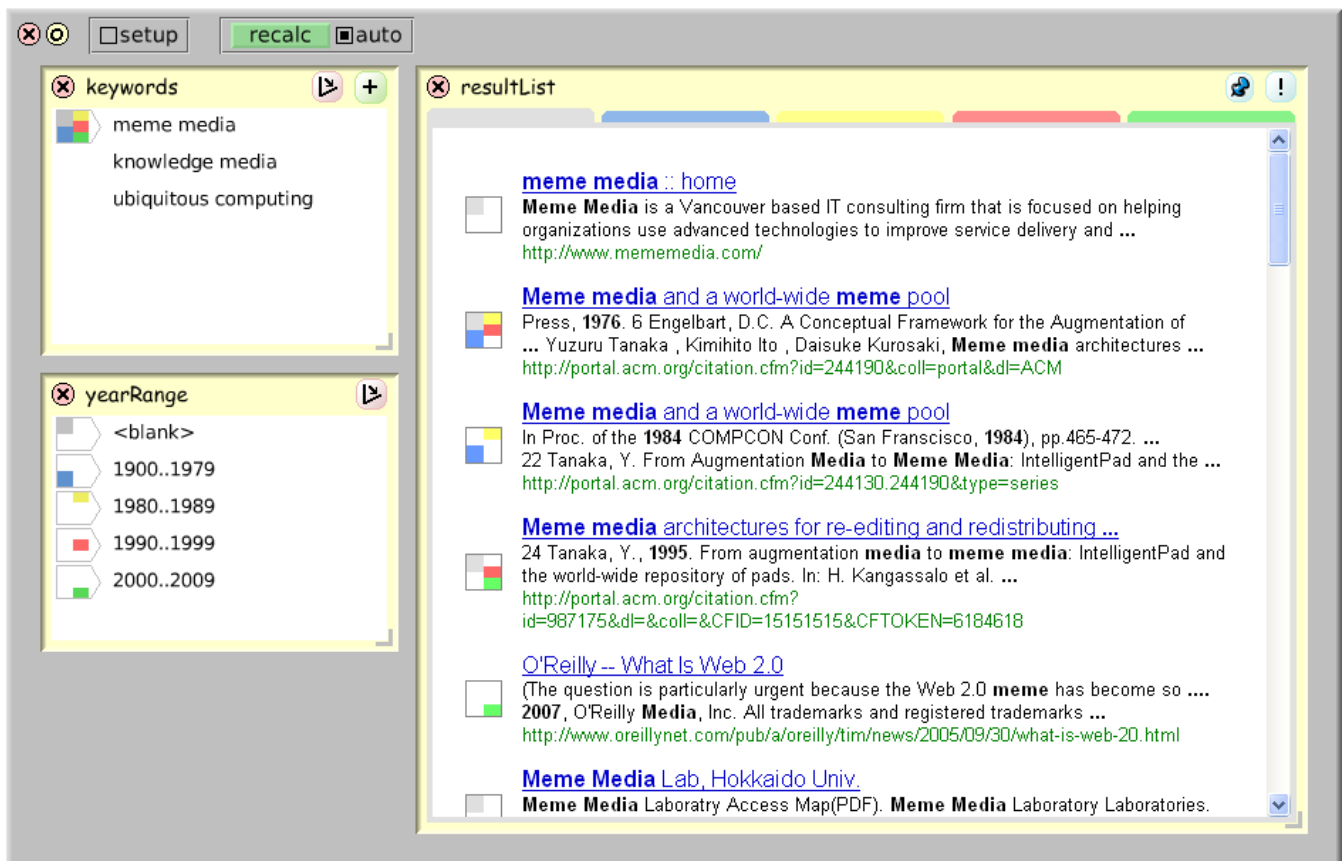 setup
recalc auto
keywords
meme media
knowledge media
ubiquitous computing
yearRange
<blank>
1900..1979
1980..1989
1990..1999
2000..2009
resultList
meme media :: home
Meme Media is a Vancouver based IT consulting firm that is focused on helping
organizations use advanced technologies to improve service delivery and ...
http://www.mememedia.com/
Meme media and a world-wide meme pool
Press, 1976. 6 Engelbart, D.C. A Conceptual Framework for the Augmentation of
... Yuzuru Tanaka , Kimihito Ito , Daisuke Kurosaki, Meme media architectures ...
http://portal.acm.org/citation.cfm?id=244190&coll=portal&dl=ACM
Meme media and a world-wide meme pool
In Proc. of the 1984 COMPCON Conf. (San Franscisco, 1984), pp.465-472. ...
22 Tanaka, Y. From Augmentation Media to Meme Media: IntelligentPad and the ...
http://portal.acm.org/citation.cfm?id=244130.244190&type=series
Meme media architectures for re-editing and redistributing ...
24 Tanaka, Y., 1995. From augmentation media to meme media: IntelligentPad and
the world-wide repository of pads. In: H. Kangassalo et al. ...
http://portal.acm.org/citation.cfm?
id=987175&dl=&coll=&CFID=15151515&CFTOKEN=6184618
O'Reilly -- What Is Web 2.0
(The question is particularly urgent because the Web 2.0 meme has become so ....
2007, O'Reilly Media, Inc. All trademarks and registered trademarks ...
http://www.oreillynet.com/pub/a/oreilly/tim/news/2005/09/30/what-is-web-20.html
Meme Media Lab, Hokkaido Univ.
Meme Media Laboratry Access Map(PDF). Meme Media Laboratory Laboratories.